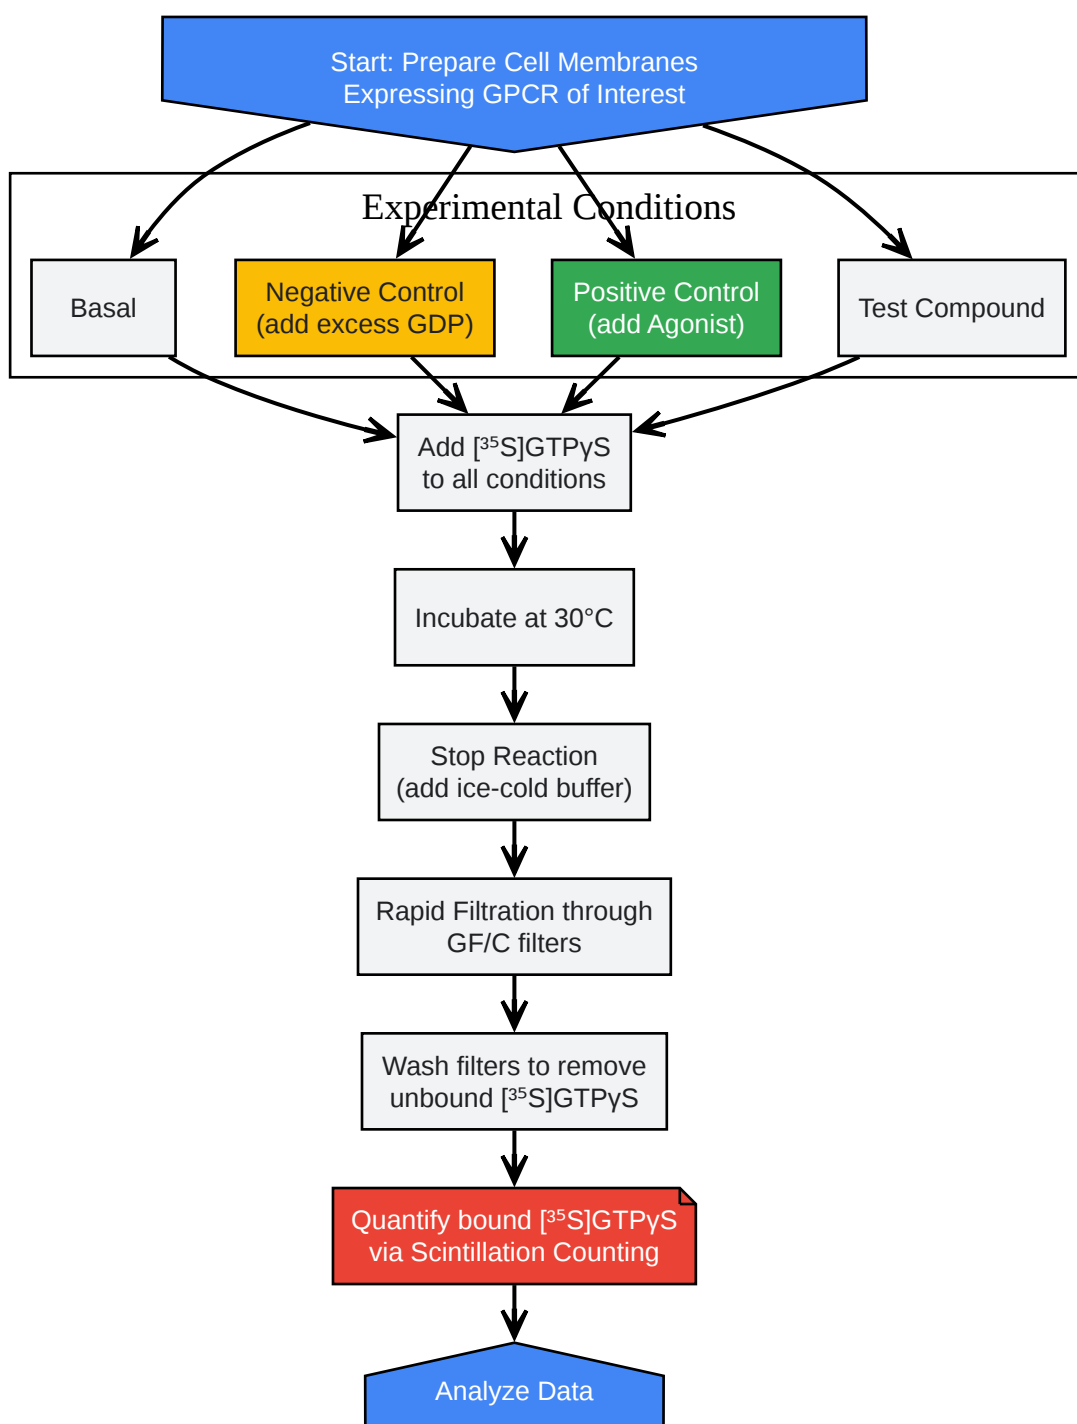 Start: Prepare Cell Membranes
Expressing GPCR of Interest
Experimental Conditions
Basal
Negative Control
(add excess GDP)
Positive Control
(add Agonist)
Test Compound
Add [³⁵S]GTPγS
to all conditions
Incubate at 30°C
Stop Reaction
(add ice-cold buffer)
Rapid Filtration through
GF/C filters
Wash filters to remove
unbound [³⁵S]GTPγS
Quantify bound [³⁵S]GTPγS
via Scintillation Counting
Analyze Data